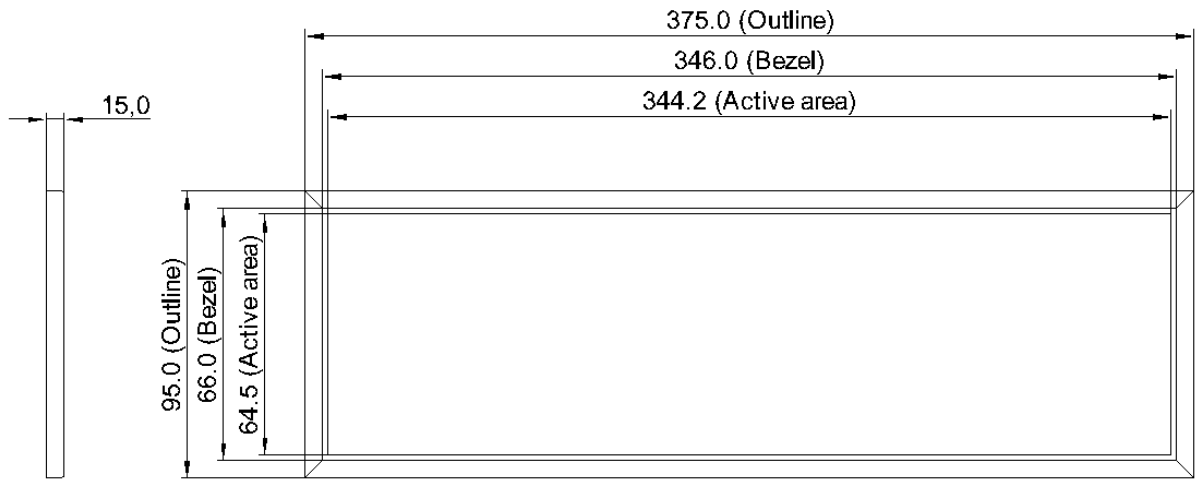 375.0 (Outline)
346.0 (Bezel)
344.2 (Active area)
15,0
95.0 (Outline)
66.0 (Bezel)
64.5 (Active area)